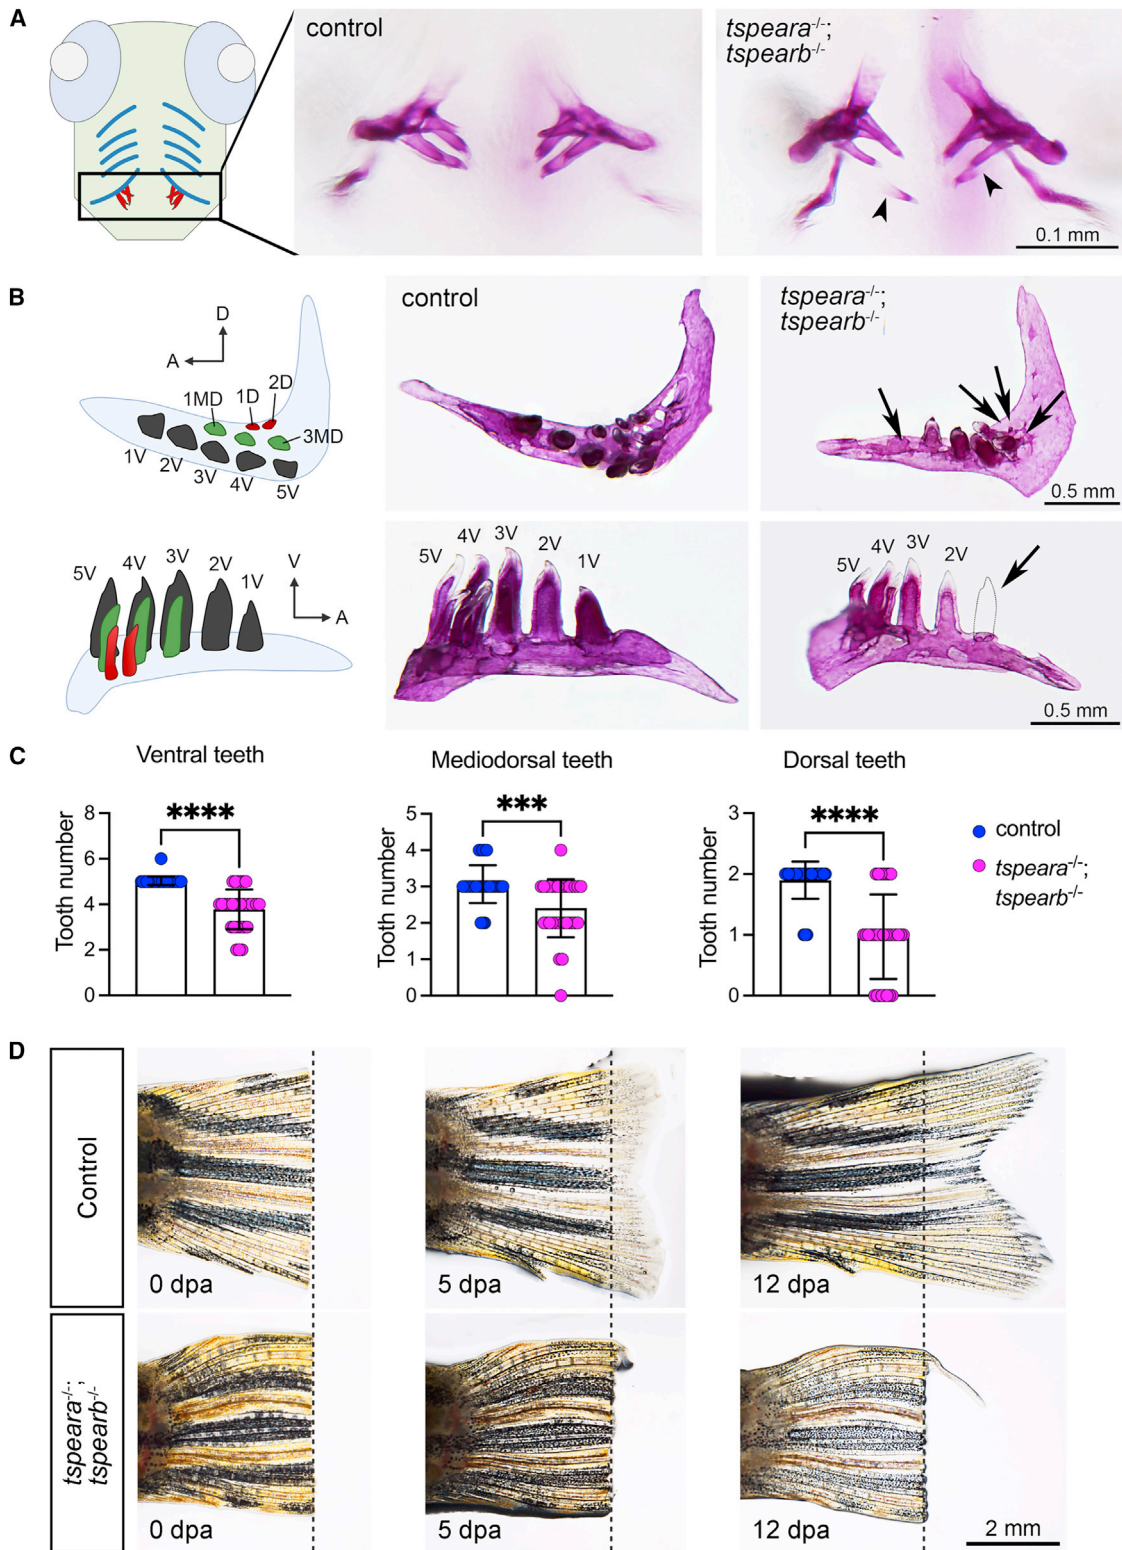 A
control
tspeara-/-;
tspearb-/-
0.1 mm
B
D
A
1MD
1D
2D
3MD
1V
2V
3V
4V
5V
control
tspeara-/-;
tspearb-/-
0.5 mm
5V
4V
3V
2V
1V
V
A
5V
4V
3V
2V
1V
5V
4V
3V
2V
0.5 mm
C
Ventral teeth
Tooth number
8
6
4
2
0
****
Mediodorsal teeth
Tooth number
5
4
3
2
1
0
***
Dorsal teeth
Tooth number
3
2
1
0
****
control
tspeara-/-;
tspearb-/-
D
Control
0 dpa
5 dpa
12 dpa
tspeara-/-;
tspearb-/-
0 dpa
5 dpa
12 dpa
2 mm